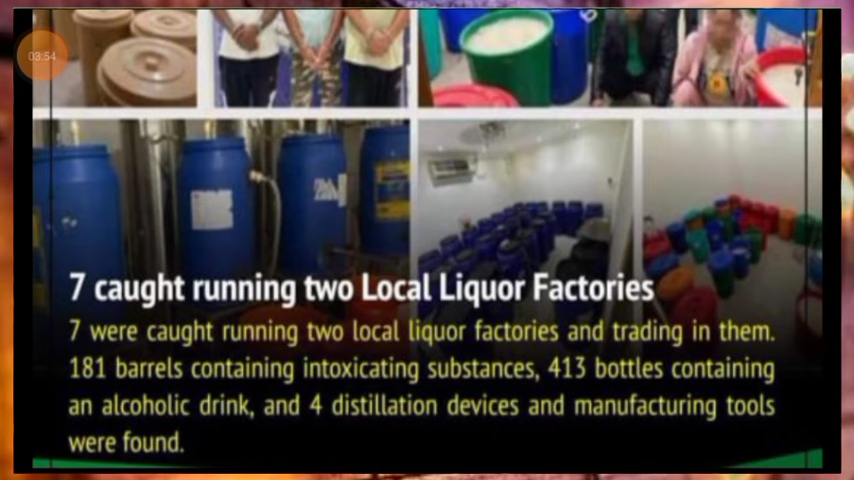 03:54
7 caught running two Local Liquor Factories
7 were caught running two local liquor factories and trading in them.
181 barrels containing intoxicating substances, 413 bottles containing
an alcoholic drink, and 4 distillation devices and manufacturing tools
were found.